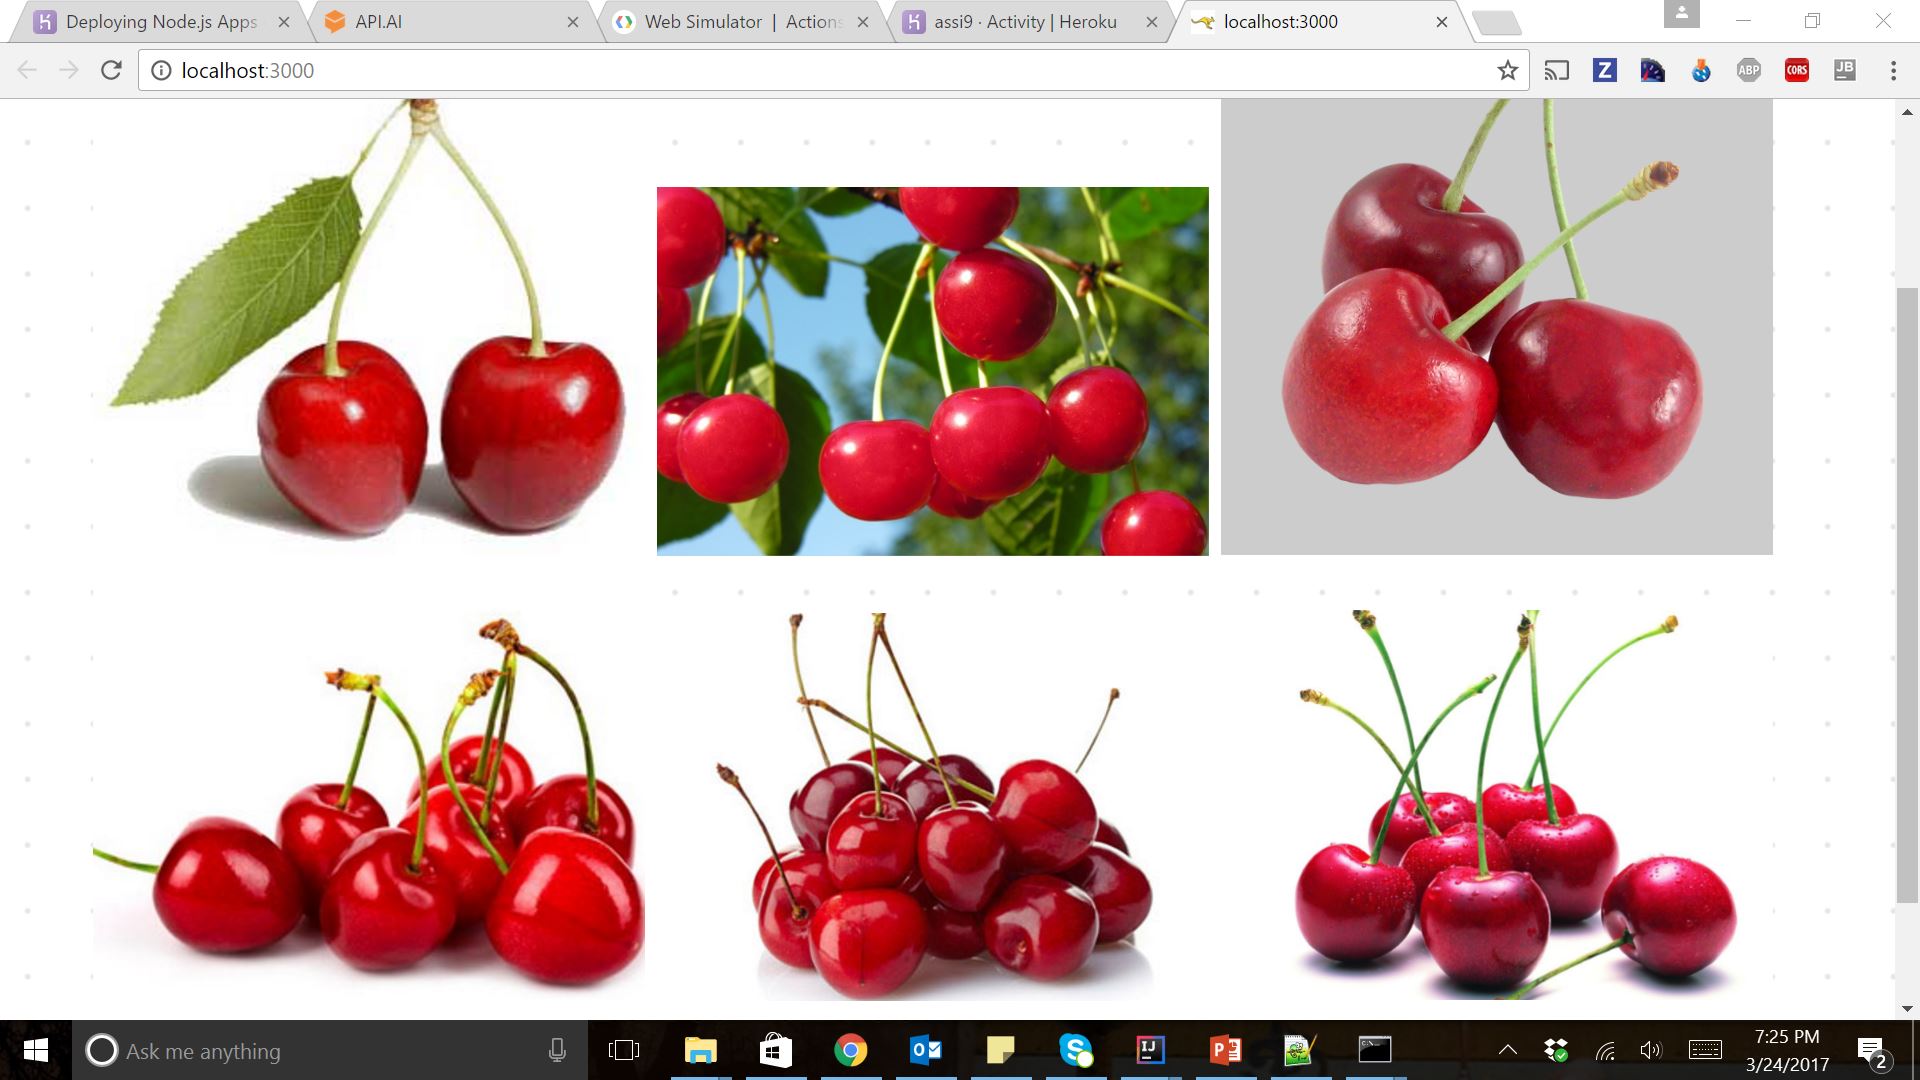 Deploying Node.js Apps
API.AI
Web Simulator | Actions
assi9 · Activity | Heroku
localhost:3000
localhost:3000
Z
ABP
CORS
JB
Ask me anything
7:25 PM
3/24/2017
2